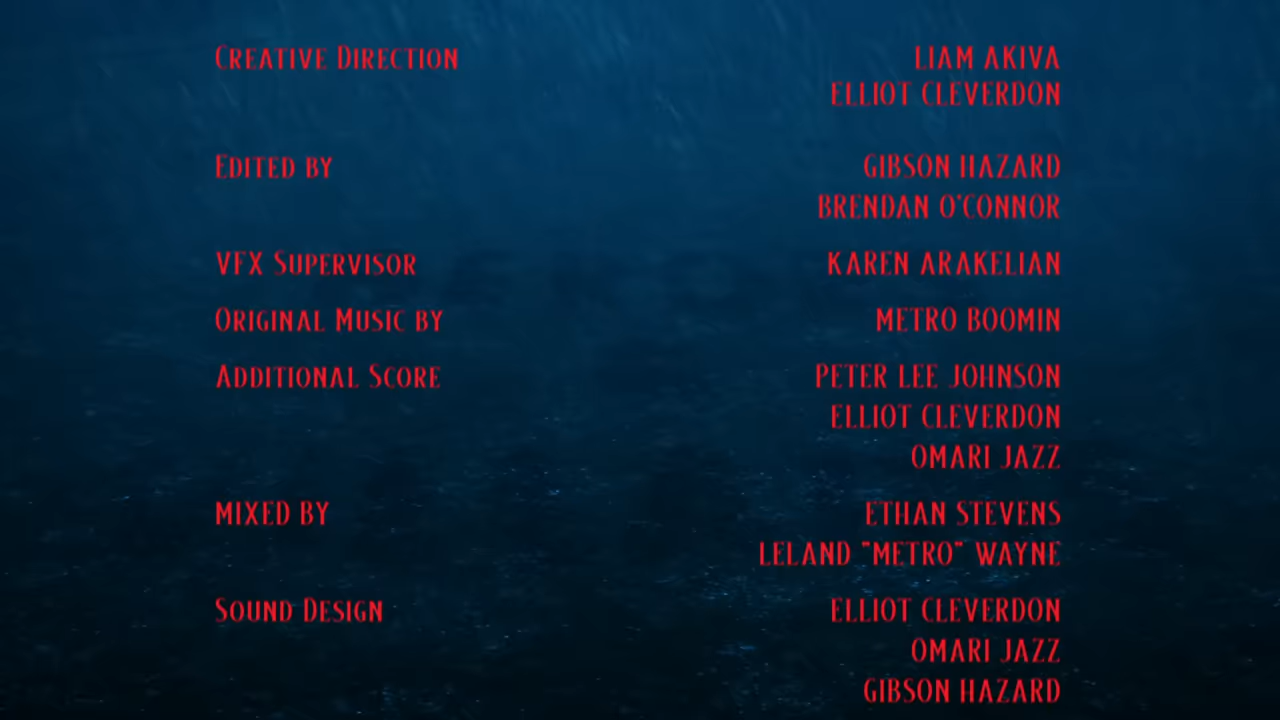 Creative Direction LIAM AKIVA
ELLIOT CLEVERDON
Edited by GIBSON HAZARD
BRENDAN O'CONNOR
VFX Supervisor KAREN ARAKELIAN
Original Music by METRO BOOMIN
Additional Score PETER LEE JOHNSON
ELLIOT CLEVERDON
OMARI JAZZ
MIXED BY ETHAN STEVENS
LELAND "METRO" WAYNE
Sound Design ELLIOT CLEVERDON
OMARI JAZZ
GIBSON HAZARD